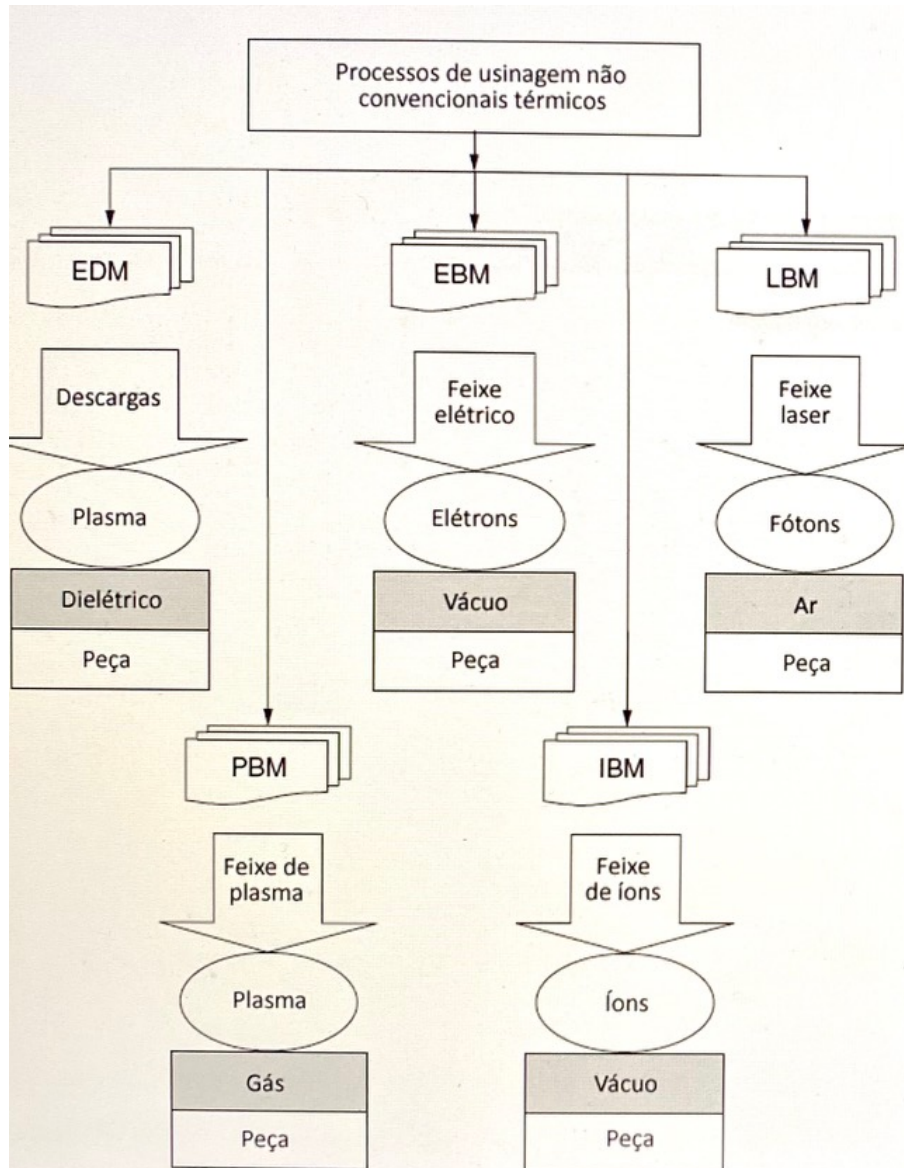 Processos de usinagem não
convencionais térmicos
EDM
EBM
LBM
Descargas
Feixe
elétrico
Feixe
laser
Plasma
Elétrons
Fótons
Dielétrico
Vácuo
Ar
Peça
Peça
Peça
PBM
IBM
Feixe de
plasma
Feixe
de íons
Plasma
Íons
Gás
Vácuo
Peça
Peça